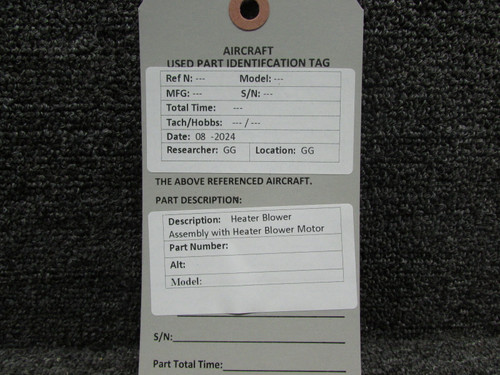 AIRCRAFT
USED PART IDENTIFCATION TAG
Ref N: --- Model: ---
MFG: --- S/N: ---
Total Time: ---
Tach/Hobbs: --- / ---
Date: 08 -2024
Researcher: GG Location: GG
THE ABOVE REFERENCED AIRCRAFT.
PART DESCRIPTION:
Description: Heater Blower
Assembly with Heater Blower Motor
Part Number:
Alt:
Model:
S/N:
Part Total Time: